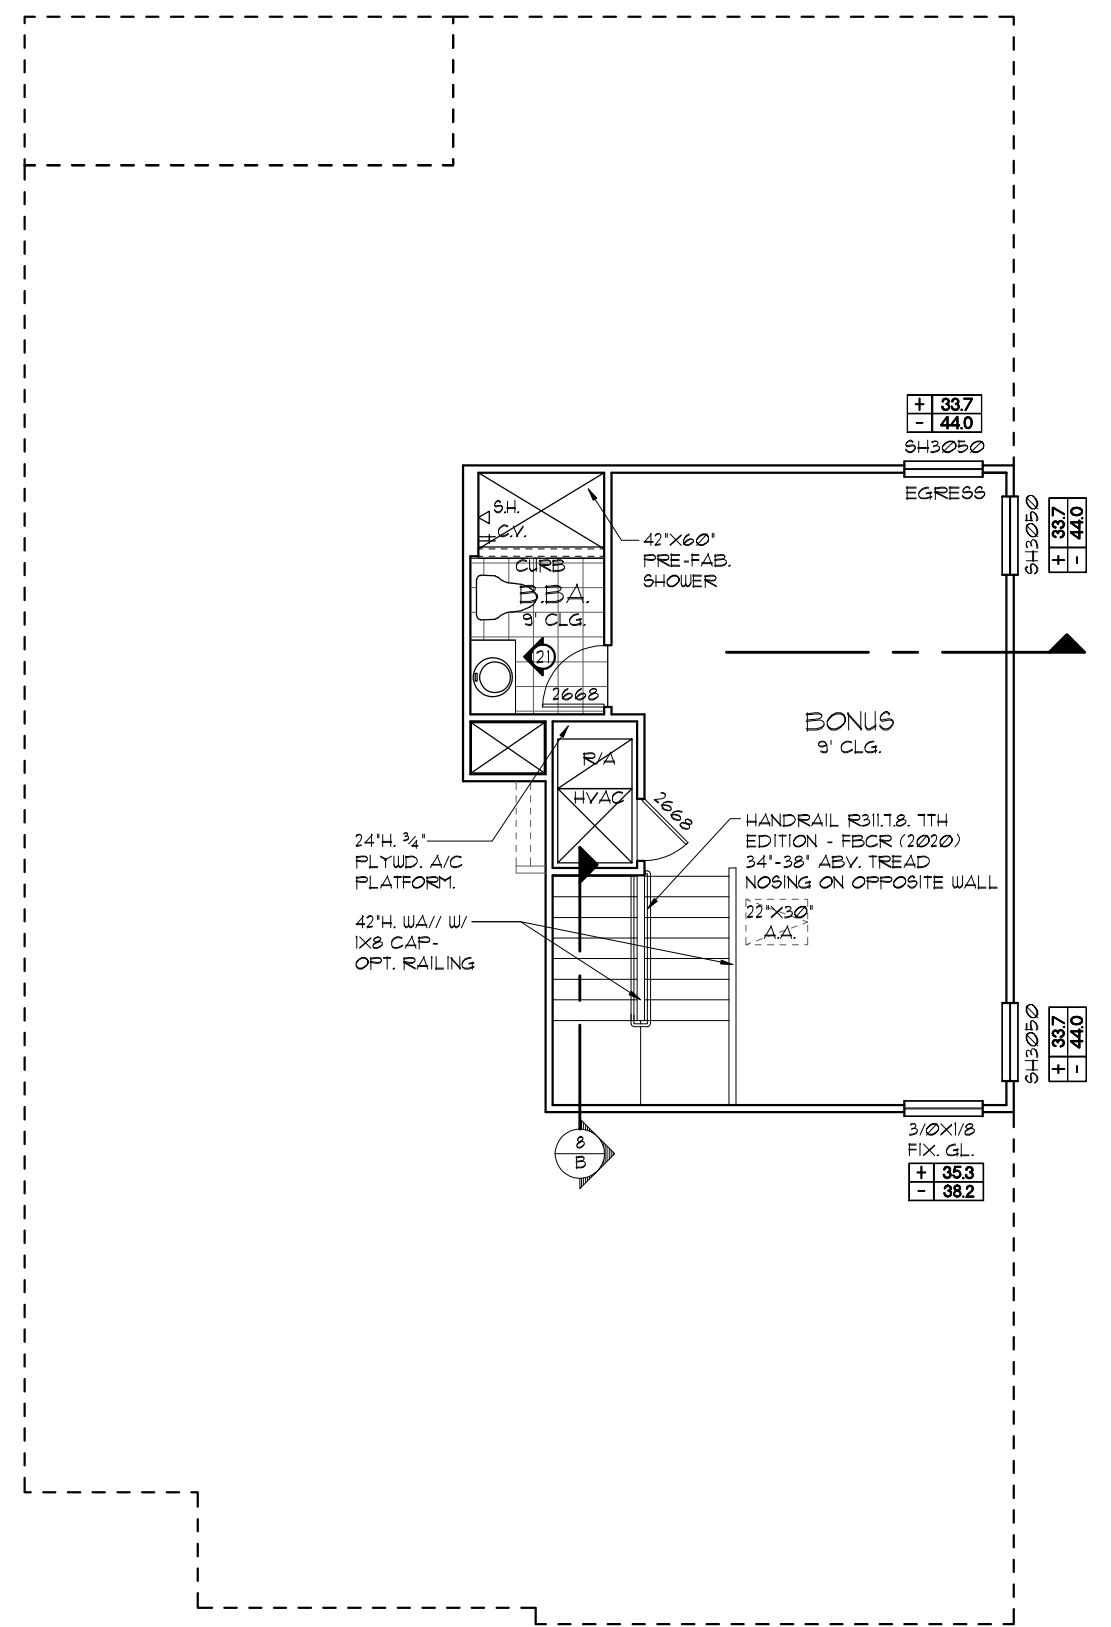 + 33.7
- 44.0
SH3050
EGRESS
SH3050
+ 33.7
- 44.0
S.H.
C.V.
42"X60"
PRE-FAB.
SHOWER
CURB
B.BA.
9' CLG.
21
2668
BONUS
9' CLG.
R/A
HVAC
2668
24"H. 3/4"
PLYWD. A/C
PLATFORM.
HANDRAIL R311.7.8. 7TH
EDITION - FBCR (2020)
34"-38" ABV. TREAD
NOSING ON OPPOSITE WALL
22"X30"
A.A.
42"H. WA// W/
1X8 CAP-
OPT. RAILING
SH3050
+ 33.7
- 44.0
3/0X1/8
FIX. GL.
+ 35.3
- 38.2
8
B